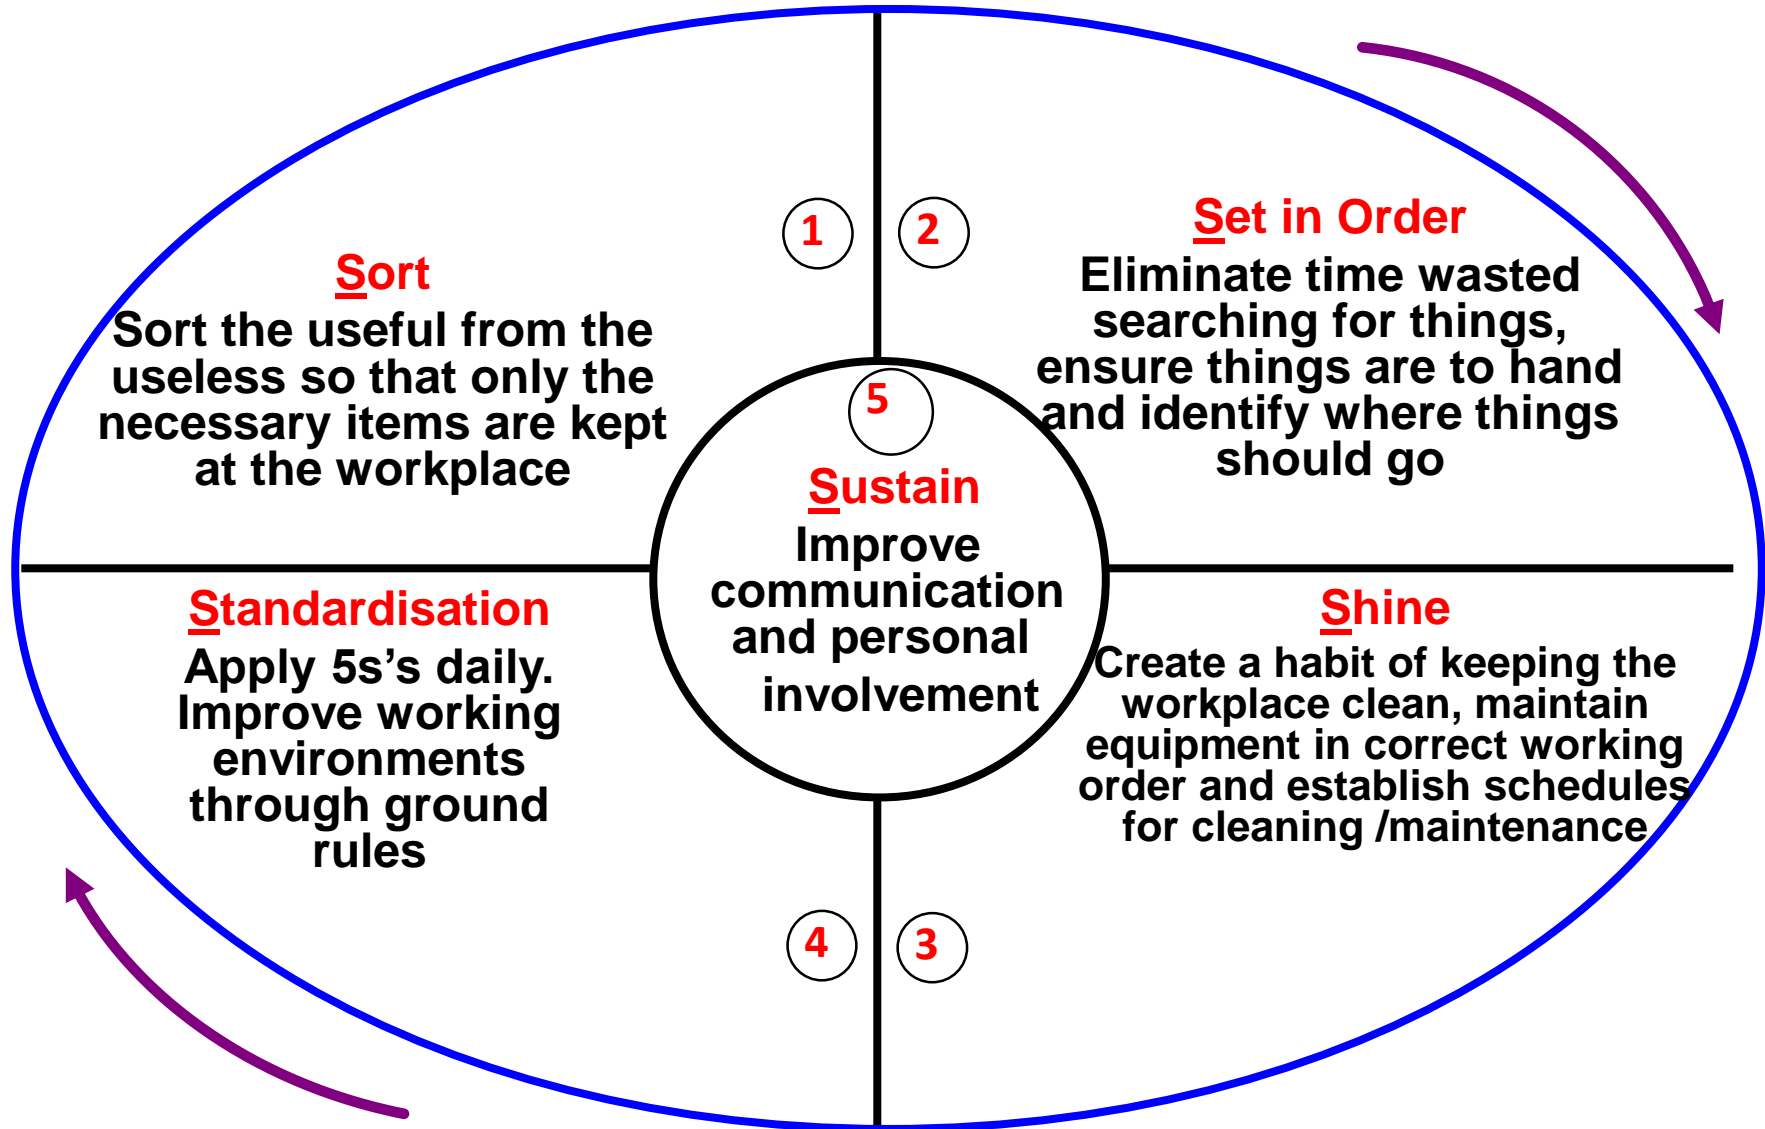 1
Sort
Sort the useful from the
useless so that only the
necessary items are kept
at the workplace
2
Set in Order
Eliminate time wasted
searching for things,
ensure things are to hand
and identify where things
should go
3
Shine
Create a habit of keeping the
workplace clean, maintain
equipment in correct working
order and establish schedules
for cleaning /maintenance
4
Standardisation
Apply 5s’s daily.
Improve working
environments
through ground
rules
5
Sustain
Improve
communication
and personal
involvement